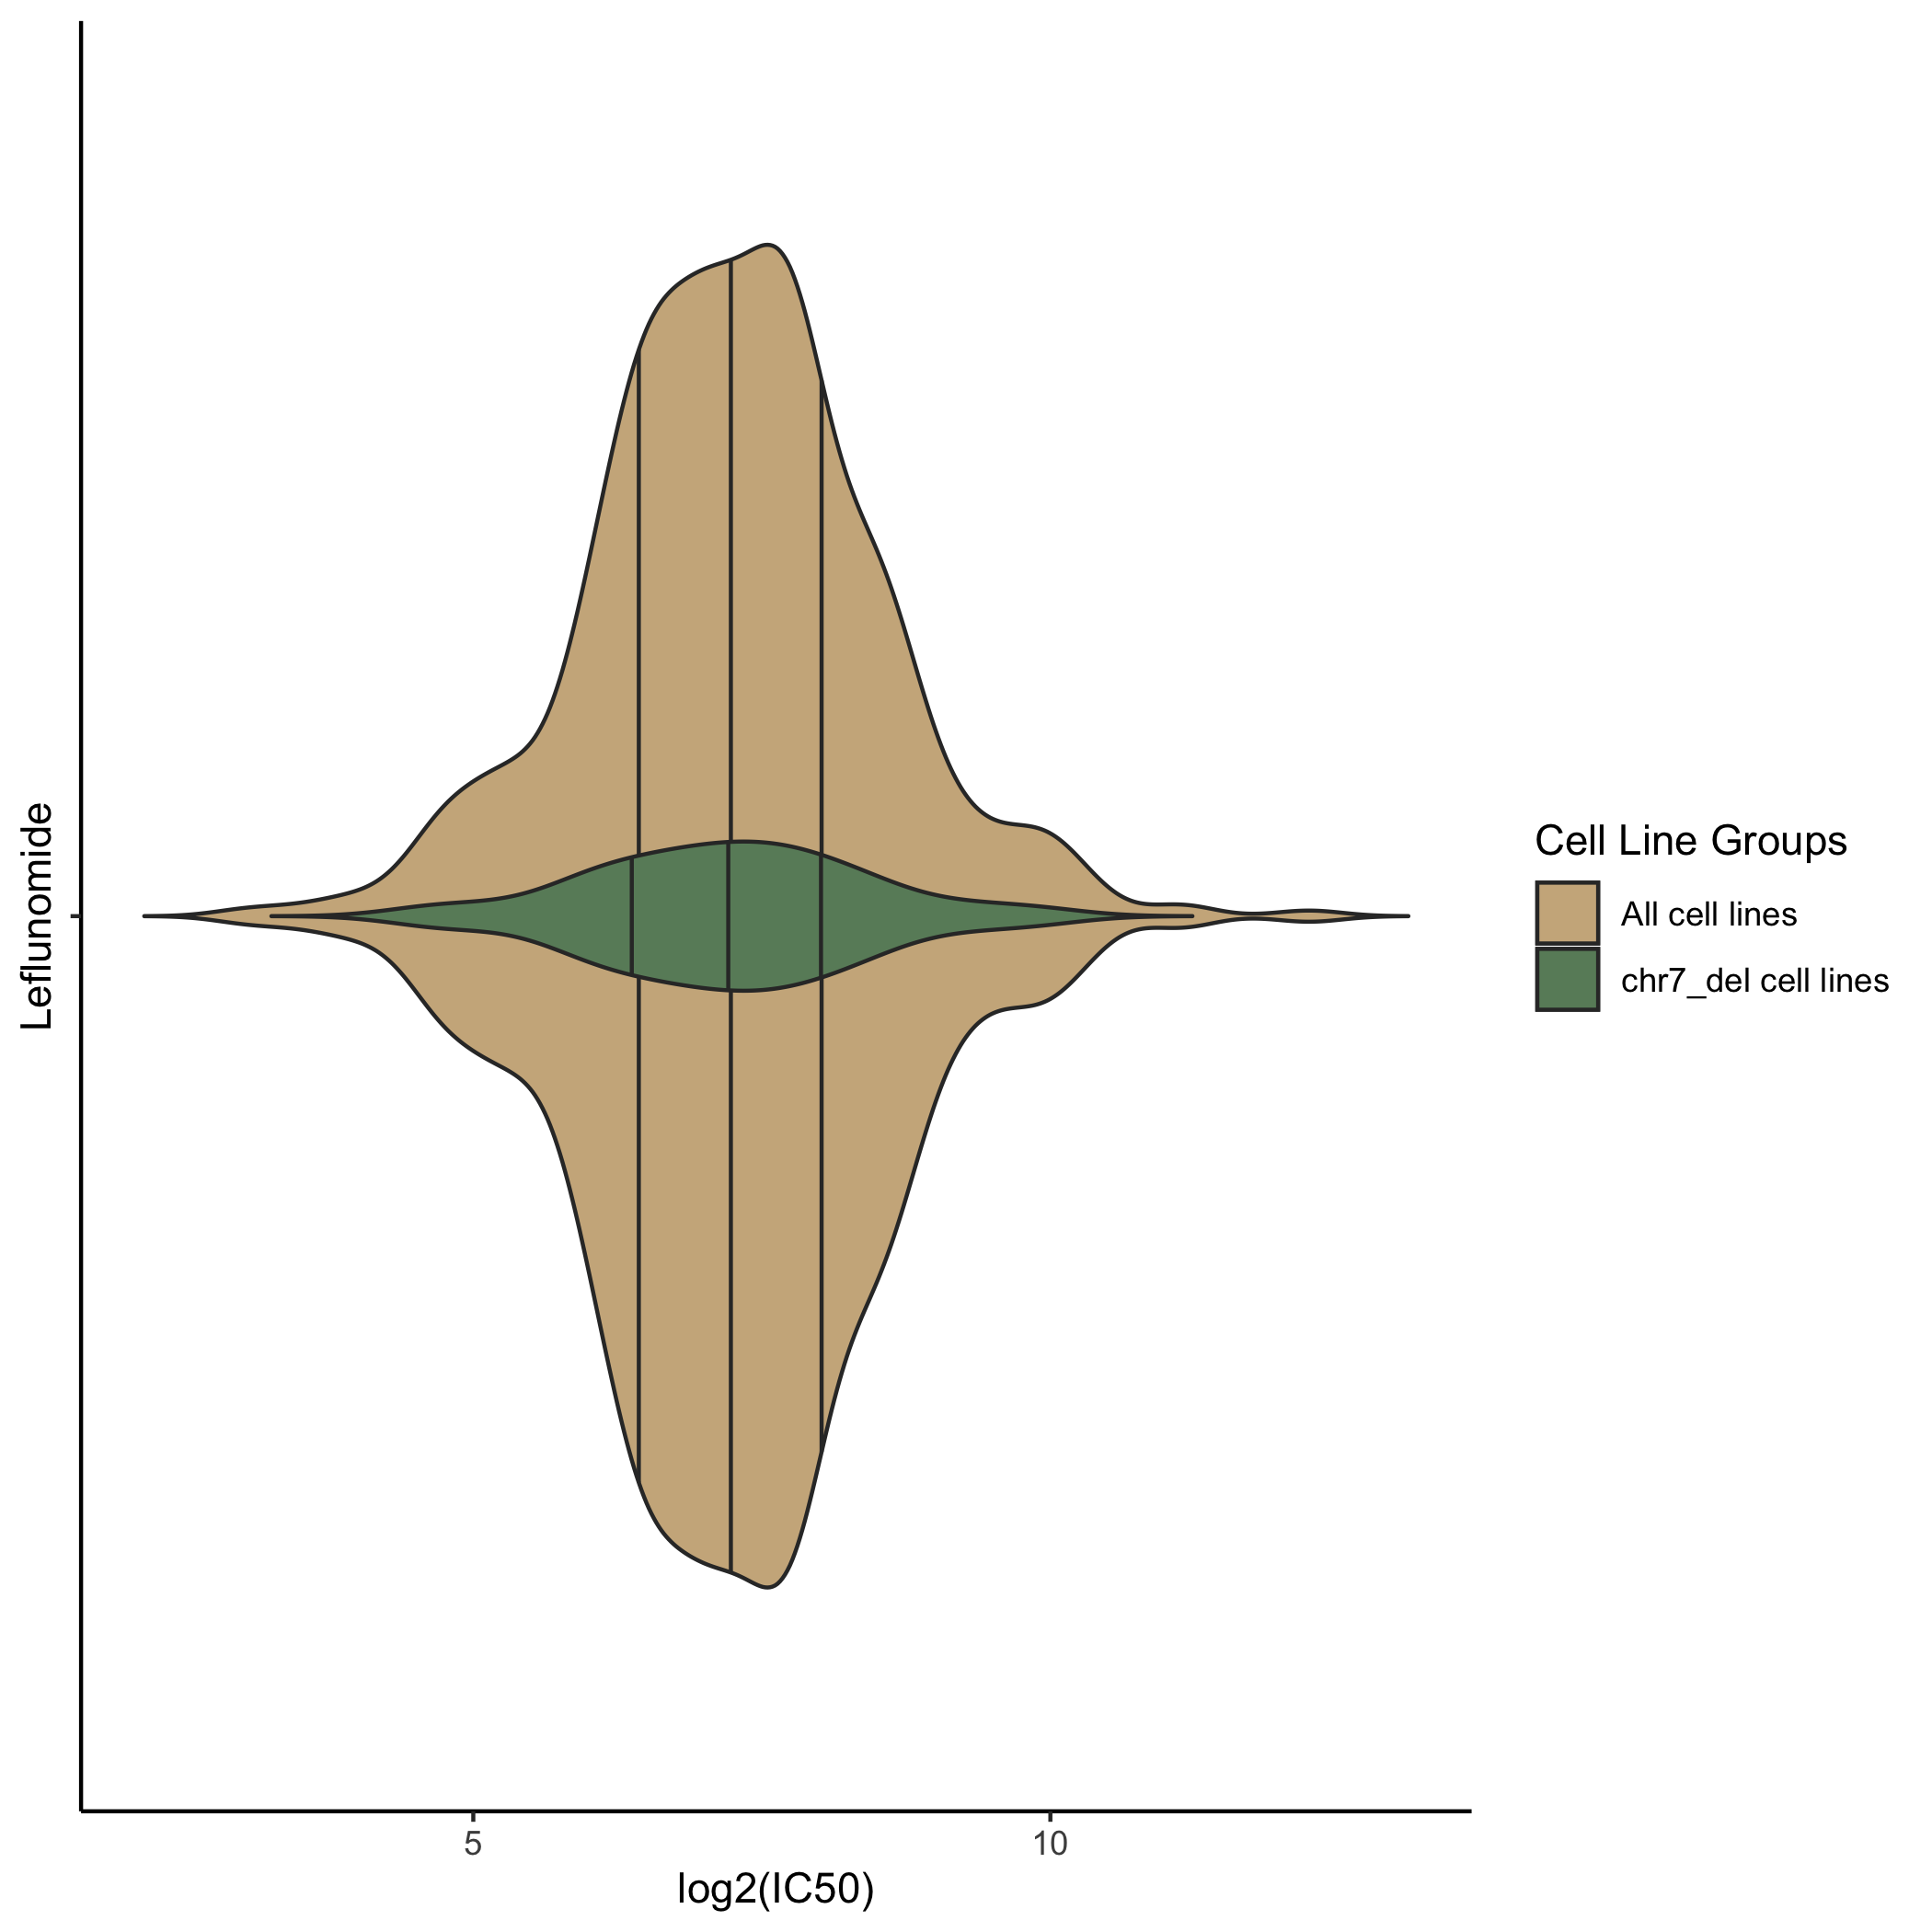 Leflunomide
5
10
log2(IC50)
Cell Line Groups
All cell lines
chr7_del cell lines